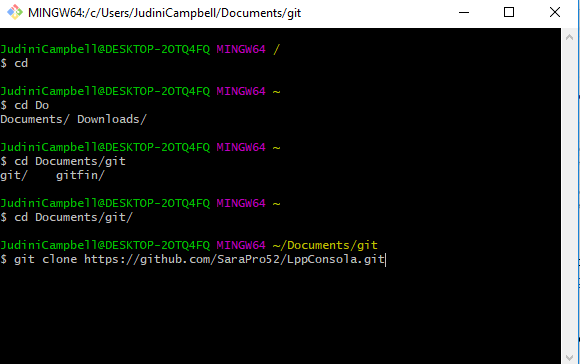 MINGW64:/c/Users/JudiniCampbell/Documents/git
JudiniCampbell@DESKTOP-2OTQ4FQ MINGW64 /
$ cd
JudiniCampbell@DESKTOP-2OTQ4FQ MINGW64 ~
$ cd Do
Documents/ Downloads/
JudiniCampbell@DESKTOP-2OTQ4FQ MINGW64 ~
$ cd Documents/git
git/    gitfin/
JudiniCampbell@DESKTOP-2OTQ4FQ MINGW64 ~
$ cd Documents/git/
JudiniCampbell@DESKTOP-2OTQ4FQ MINGW64 ~/Documents/git
$ git clone https://github.com/SaraPro52/LppConsola.git